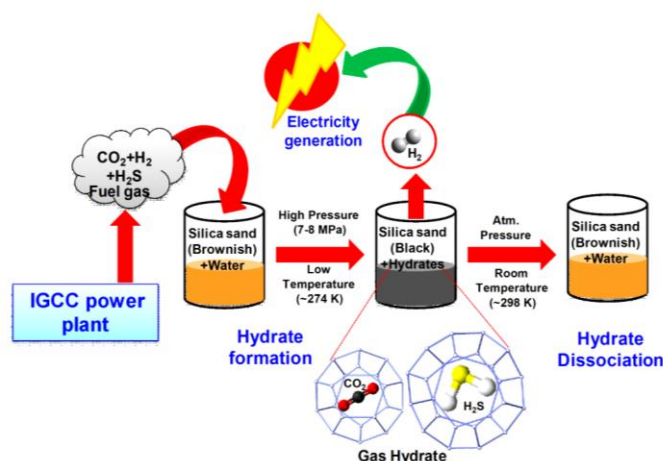 Electricity
generation
H2
CO2+H2
+H2S
Fuel gas
Silica sand
(Brownish)
+Water
High Pressure
(7-8 MPa)
Low
Temperature
(~274 K)
Silica sand
(Black)
+Hydrates
Atm.
Pressure
Room
Temperature
(~298 K)
Silica sand
(Brownish)
+Water
IGCC power
plant
Hydrate
formation
Hydrate
Dissociation
CO2
H2S
Gas Hydrate